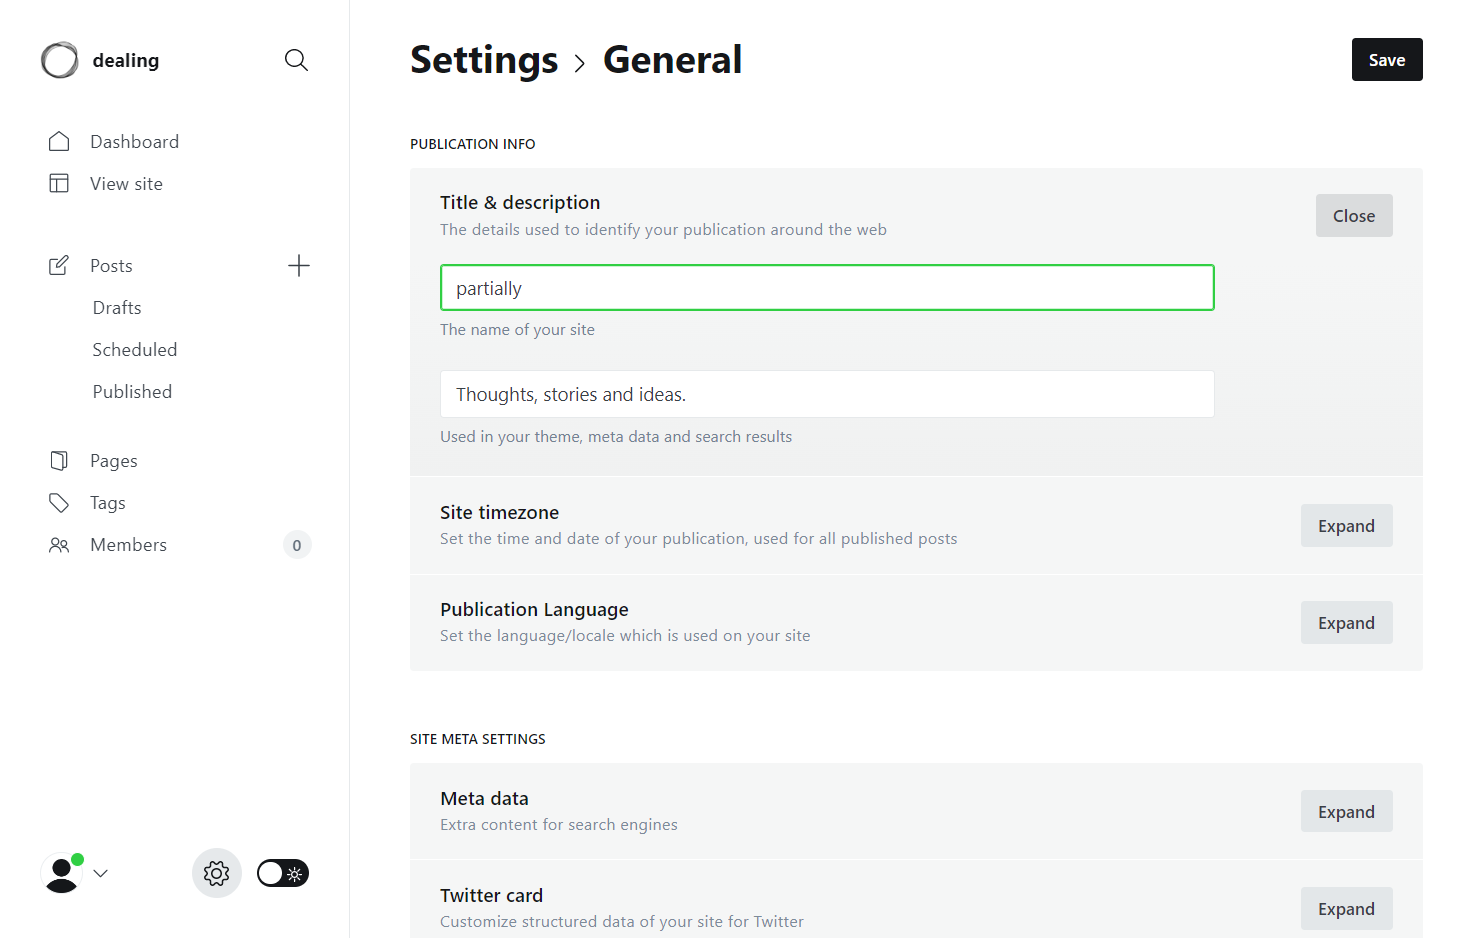 dealing
Dashboard
View site
Posts
Drafts
Scheduled
Published
Pages
Tags
Members
0
Settings > General
Save
PUBLICATION INFO
Title & description
The details used to identify your publication around the web
Close
partially
The name of your site
Thoughts, stories and ideas.
Used in your theme, meta data and search results
Site timezone
Set the time and date of your publication, used for all published posts
Expand
Publication Language
Set the language/locale which is used on your site
Expand
SITE META SETTINGS
Meta data
Extra content for search engines
Expand
Twitter card
Customize structured data of your site for Twitter
Expand